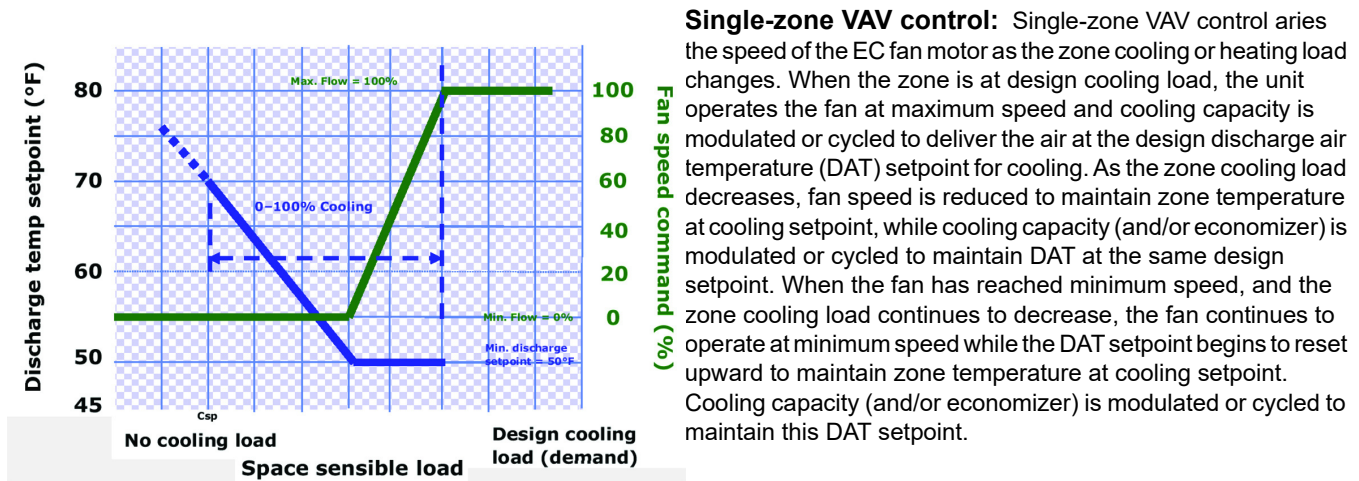 Discharge temp setpoint (°F)
80
70
60
50
45
Max. Flow = 100%
0–100% Cooling
Min. Flow = 0%
Min. discharge
setpoint = 50°F
100
80
60
40
20
0
Fan speed command (%)
Csp
No cooling load
Design cooling
load (demand)
Space sensible load
Single-zone VAV control: Single-zone VAV control aries
the speed of the EC fan motor as the zone cooling or heating load
changes. When the zone is at design cooling load, the unit
operates the fan at maximum speed and cooling capacity is
modulated or cycled to deliver the air at the design discharge air
temperature (DAT) setpoint for cooling. As the zone cooling load
decreases, fan speed is reduced to maintain zone temperature
at cooling setpoint, while cooling capacity (and/or economizer) is
modulated or cycled to maintain DAT at the same design
setpoint. When the fan has reached minimum speed, and the
zone cooling load continues to decrease, the fan continues to
operate at minimum speed while the DAT setpoint begins to reset
upward to maintain zone temperature at cooling setpoint.
Cooling capacity (and/or economizer) is modulated or cycled to
maintain this DAT setpoint.